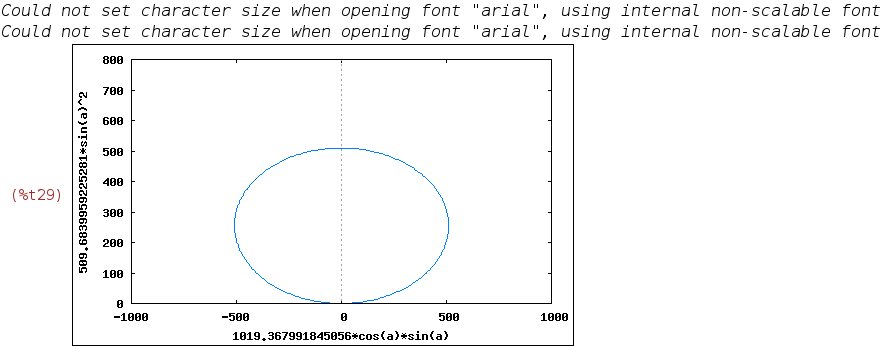 Could not set character size when opening font "arial", using internal non-scalable font
Could not set character size when opening font "arial", using internal non-scalable font
(%t29)
509.6839959225281*sin(a)^2
800
700
600
500
400
300
200
100
0
-1000
-500
0
500
1000
1019.367991845056*cos(a)*sin(a)